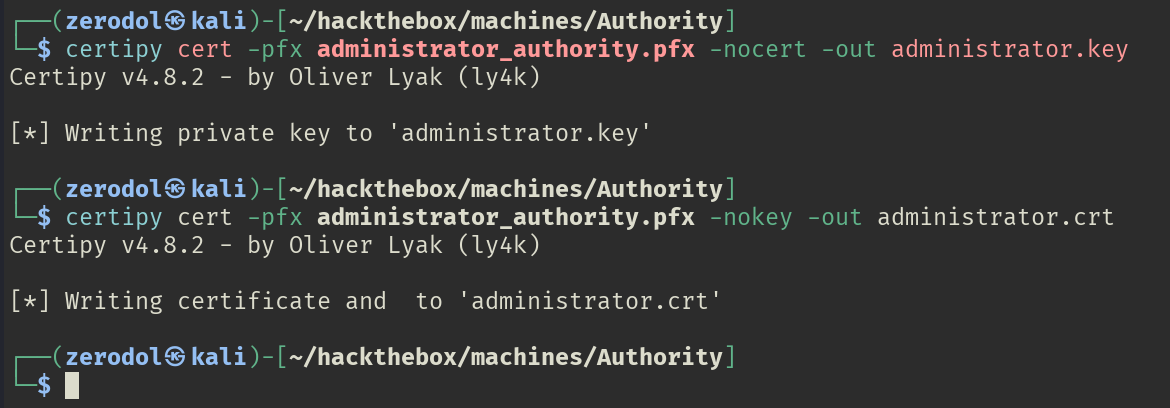 ┌──(zerodol㉿kali)-[~/hackthebox/machines/Authority]
└─$ certipy cert -pfx administrator_authority.pfx -nocert -out administrator.key
Certipy v4.8.2 - by Oliver Lyak (ly4k)
[*] Writing private key to 'administrator.key'
┌──(zerodol㉿kali)-[~/hackthebox/machines/Authority]
└─$ certipy cert -pfx administrator_authority.pfx -nokey -out administrator.crt
Certipy v4.8.2 - by Oliver Lyak (ly4k)
[*] Writing certificate and  to 'administrator.crt'
┌──(zerodol㉿kali)-[~/hackthebox/machines/Authority]
└─$